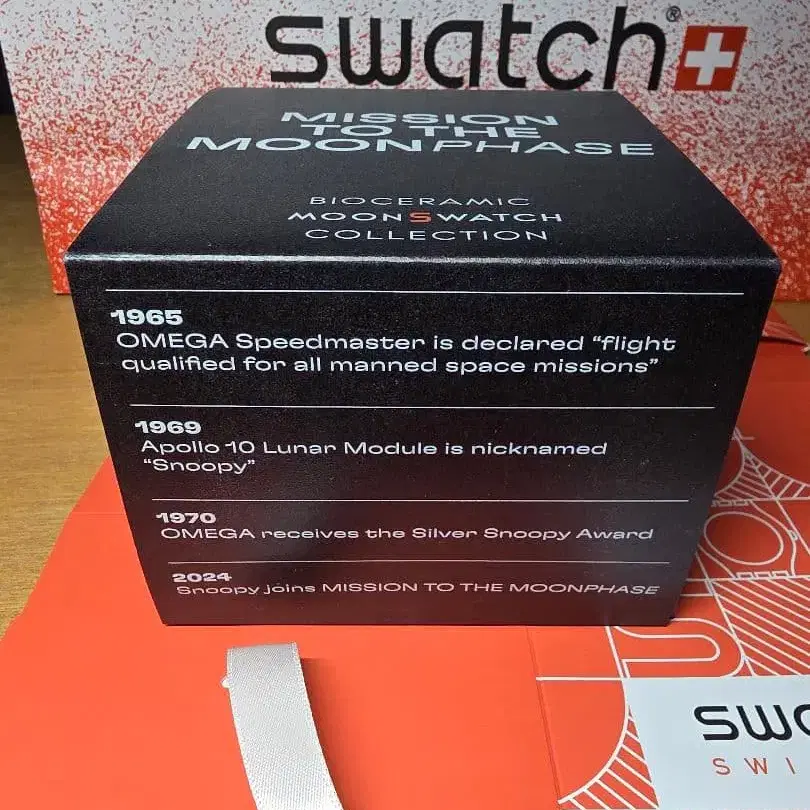 swatch®
MISSION
TO THE
MOONPHASE
BIOCERAMIC
MOONSWATCH
COLLECTION
1965
OMEGA Speedmaster is declared “flight
qualified for all manned space missions”
1969
Apollo 10 Lunar Module is nicknamed
“Snoopy”
1970
OMEGA receives the Silver Snoopy Award
2024
Snoopy joins MISSION TO THE MOONPHASE
swa
SWI